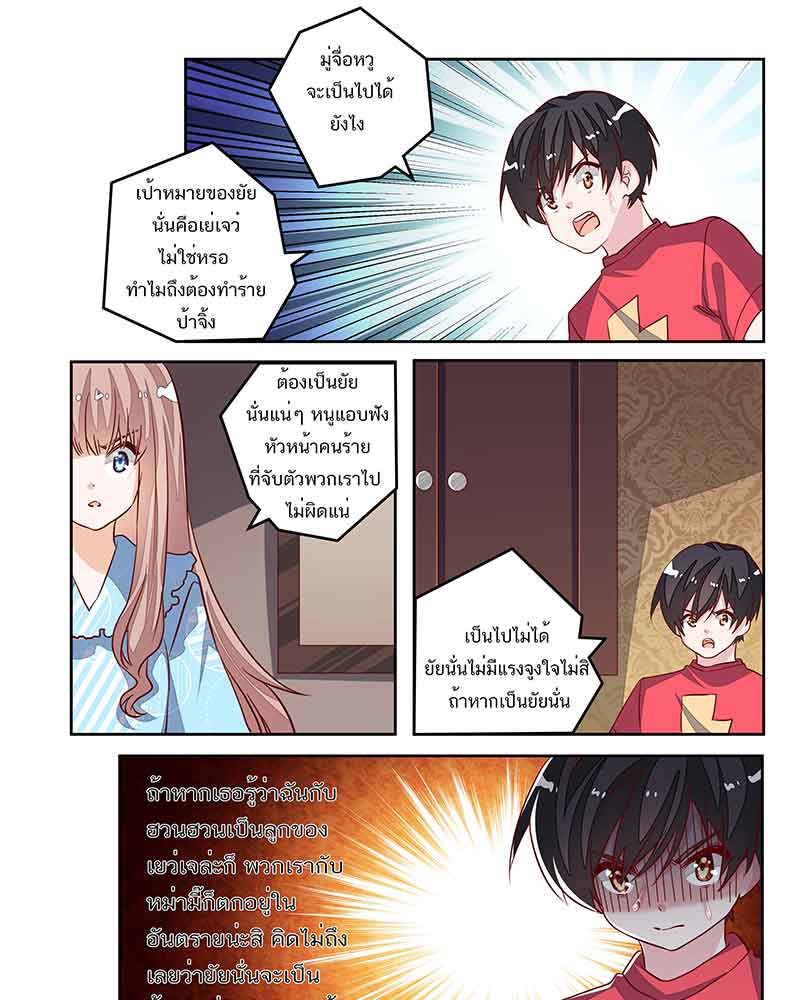 มู่จื่อหวู
จะเป็นไปได้
ยังไง
เป้าหมายของยัย
นั่นคือเย่เจว๋
ไม่ใช่หรอ
ทำไมถึงต้องทำร้าย
ป้าจิ้ง
ต้องเป็นยัย
นั่นแน่ๆ หนูแอบฟัง
หัวหน้าคนร้าย
ที่จับตัวพวกเราไป
ไม่ผิดแน่
เป็นไปไม่ได้
ยัยนั่นไม่มีแรงจูงใจไม่สิ
ถ้าหากเป็นยัยนั่น
ถ้าหากเธอรู้ว่าฉันกับ
ฮวนฮวนเป็นลูกของ
เยว่เจล่ะก็ พวกเรากับ
หม่ามี๊ก็ตกอยู่ใน
อันตรายน่ะสิ คิดไม่ถึง
เลยว่ายัยนั่นจะเป็น